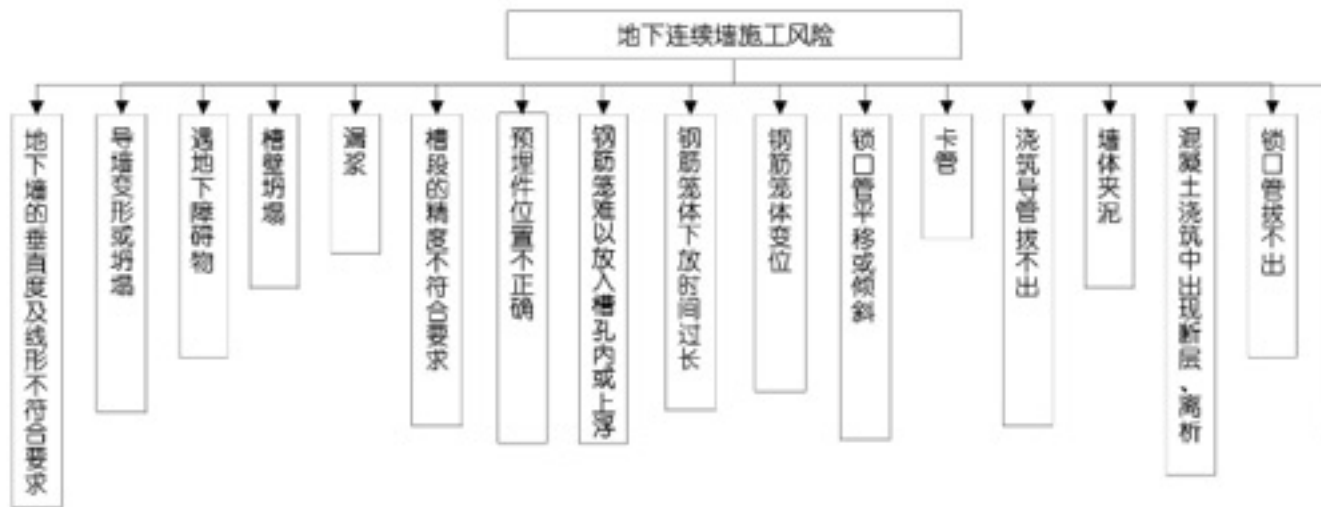 地下连续墙施工风险
地下墙的垂直度及线形不符合要求
导墙变形或坍塌
遇地下障碍物
槽壁坍塌
漏浆
槽段的精度不符合要求
预埋件位置不正确
钢筋笼难以放入槽孔内或上浮
钢筋笼体下放时间过长
钢筋笼体变位
锁口管平移或倾斜
卡管
浇筑导管拔不出
墙体夹泥
混凝土浇筑中出现断层、离析
锁口管拔不出